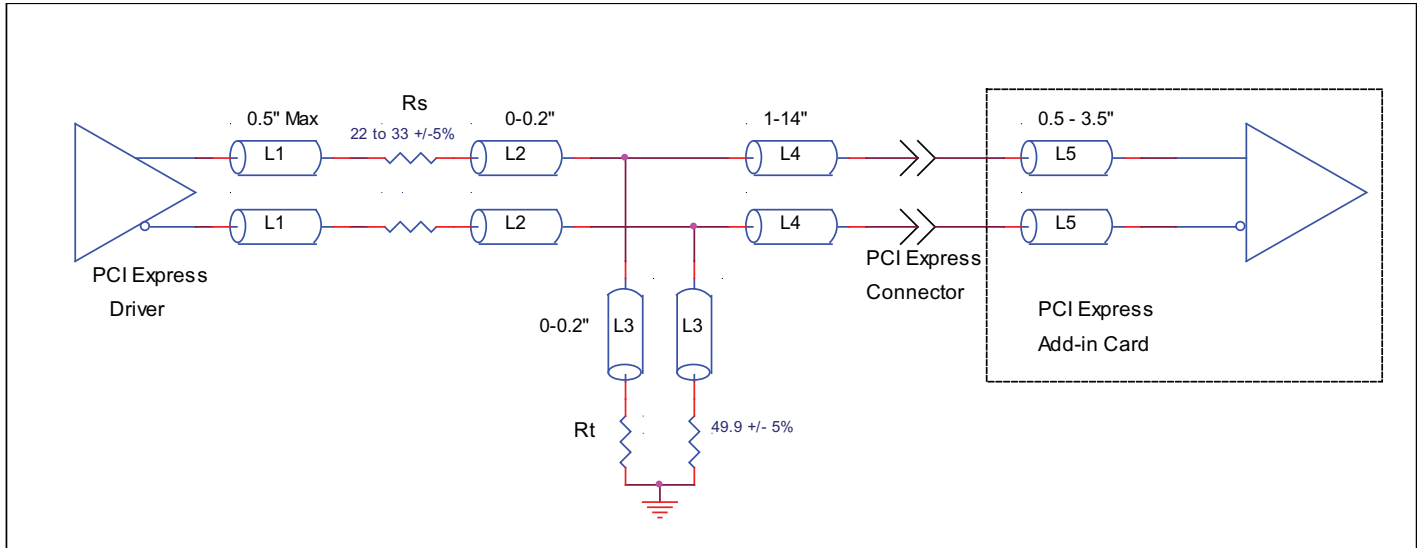 Rs
0.5" Max
22 to 33 +/-5%
0-0.2"
1-14"
0.5 - 3.5"
L1
L2
L4
L5
L1
L2
L4
L5
PCI Express
Driver
PCI Express
Connector
0-0.2"
L3
L3
PCI Express
Add-in Card
Rt
49.9 +/- 5%